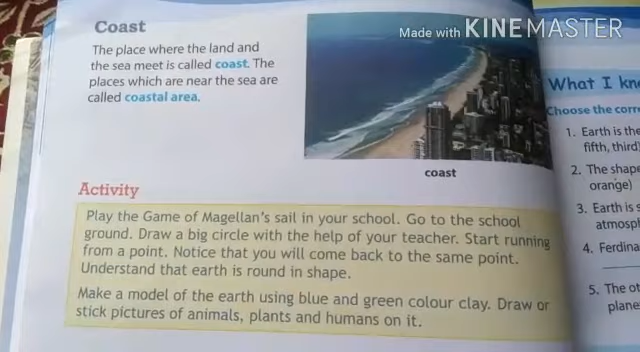 Made with KINEMASTER
Coast
The place where the land and
the sea meet is called coast. The
places which are near the sea are
called coastal area.
coast
Activity
Play the Game of Magellan's sail in your school. Go to the school
ground. Draw a big circle with the help of your teacher. Start running
from a point. Notice that you will come back to the same point.
Understand that earth is round in shape.
Make a model of the earth using blue and green colour clay. Draw or
stick pictures of animals, plants and humans on it.
What I kn
Choose the corr
1. Earth is the
fifth, third)
2. The shape
orange)
3. Earth is s
atmosp
4. Ferdina
5. The ot
plane